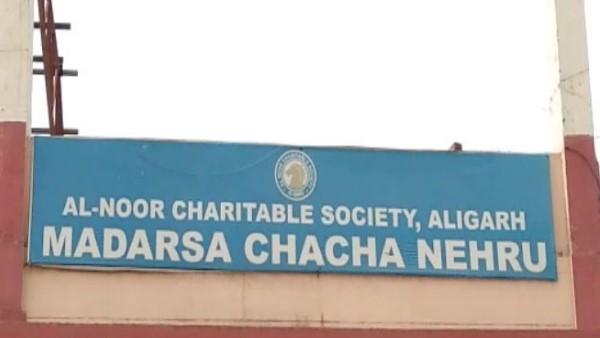 AL-NOOR CHARITABLE SOCIETY, ALIGARH
MADARSA CHACHA NEHRU